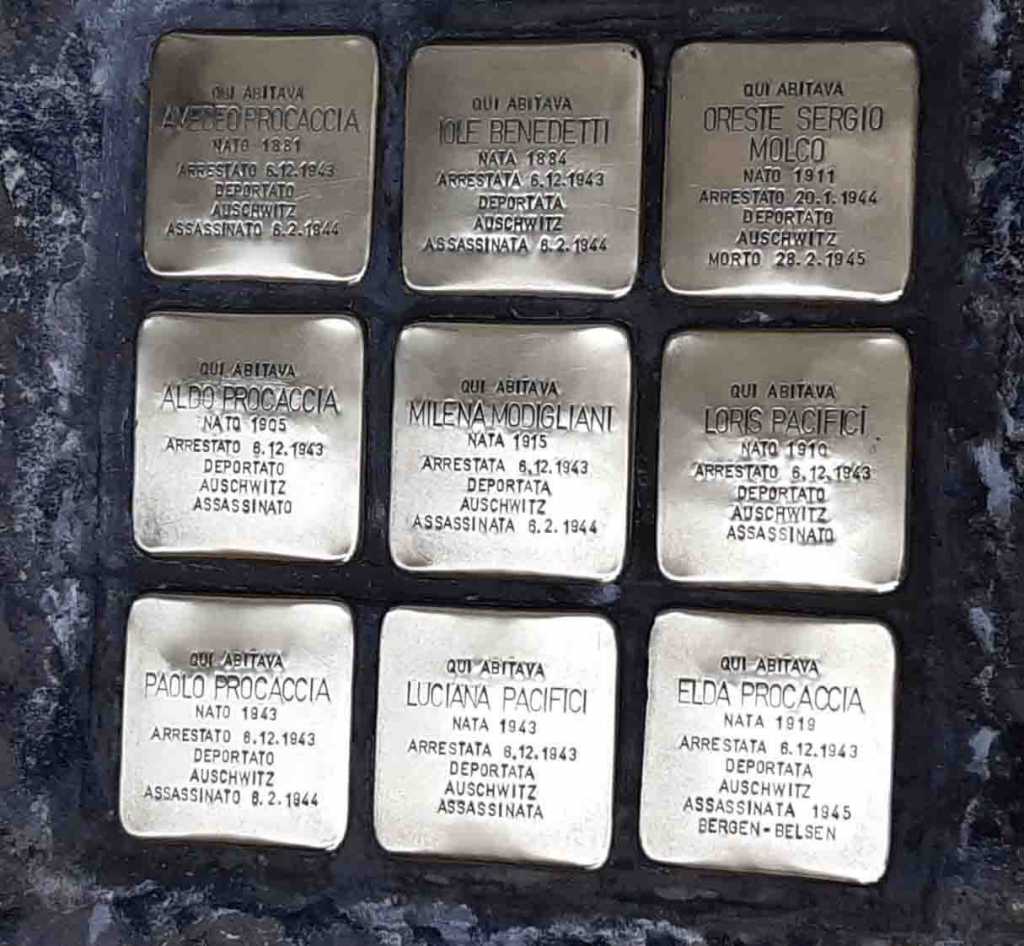 QUI ABITAVA
AMEDEO PROCACCIA
NATO 1881
ARRESTATO 6.12.1943
DEPORTATO
AUSCHWITZ
ASSASSINATO 6.2.1944
QUI ABITAVA
IOLE BENEDETTI
NATA 1884
ARRESTATA 6.12.1943
DEPORTATA
AUSCHWITZ
ASSASSINATA 6.2.1944
QUI ABITAVA
ORESTE SERGIO
MOLCO
NATO 1911
ARRESTATO 20.1.1944
DEPORTATO
AUSCHWITZ
MORTO 28.2.1945
QUI ABITAVA
ALDO PROCACCIA
NATO 1905
ARRESTATO 6.12.1943
DEPORTATO
AUSCHWITZ
ASSASSINATO
QUI ABITAVA
MILENA MODIGLIANI
NATA 1915
ARRESTATA 6.12.1943
DEPORTATA
AUSCHWITZ
ASSASSINATA 6.2.1944
QUI ABITAVA
LORIS PACIFICI
NATO 1910
ARRESTATO 6.12.1943
DEPORTATO
AUSCHWITZ
ASSASSINATO
QUI ABITAVA
PAOLO PROCACCIA
NATO 1943
ARRESTATO 6.12.1943
DEPORTATO
AUSCHWITZ
ASSASSINATO 6.2.1944
QUI ABITAVA
LUCIANA PACIFICI
NATA 1943
ARRESTATA 6.12.1943
DEPORTATA
AUSCHWITZ
ASSASSINATA
QUI ABITAVA
ELDA PROCACCIA
NATA 1919
ARRESTATA 6.12.1943
DEPORTATA
AUSCHWITZ
ASSASSINATA 1945
BERGEN-BELSEN